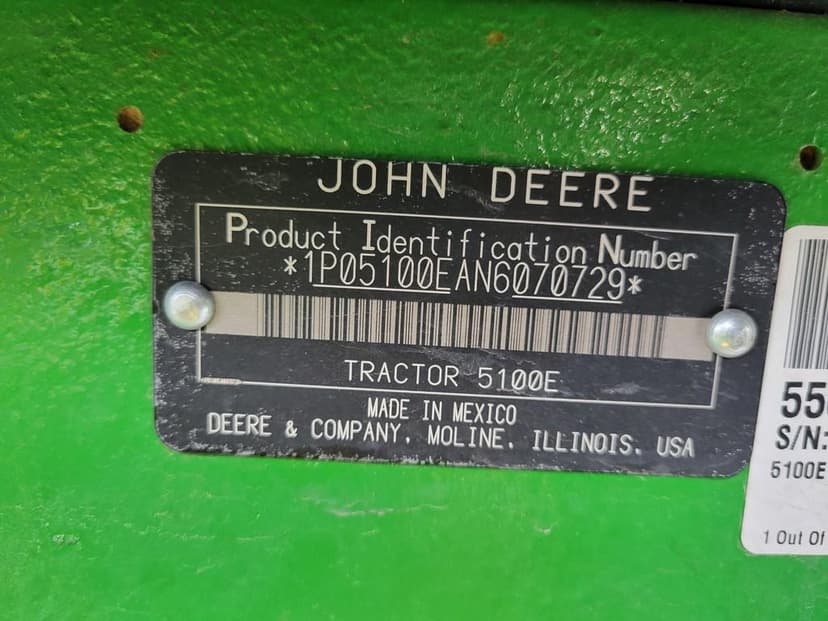 JOHN DEERE
Product Identification Number
*1P05100EAN6070729*
TRACTOR 5100E
MADE IN MEXICO
DEERE & COMPANY, MOLINE, ILLINOIS, USA
55
S/N:
5100E
1 Out Of